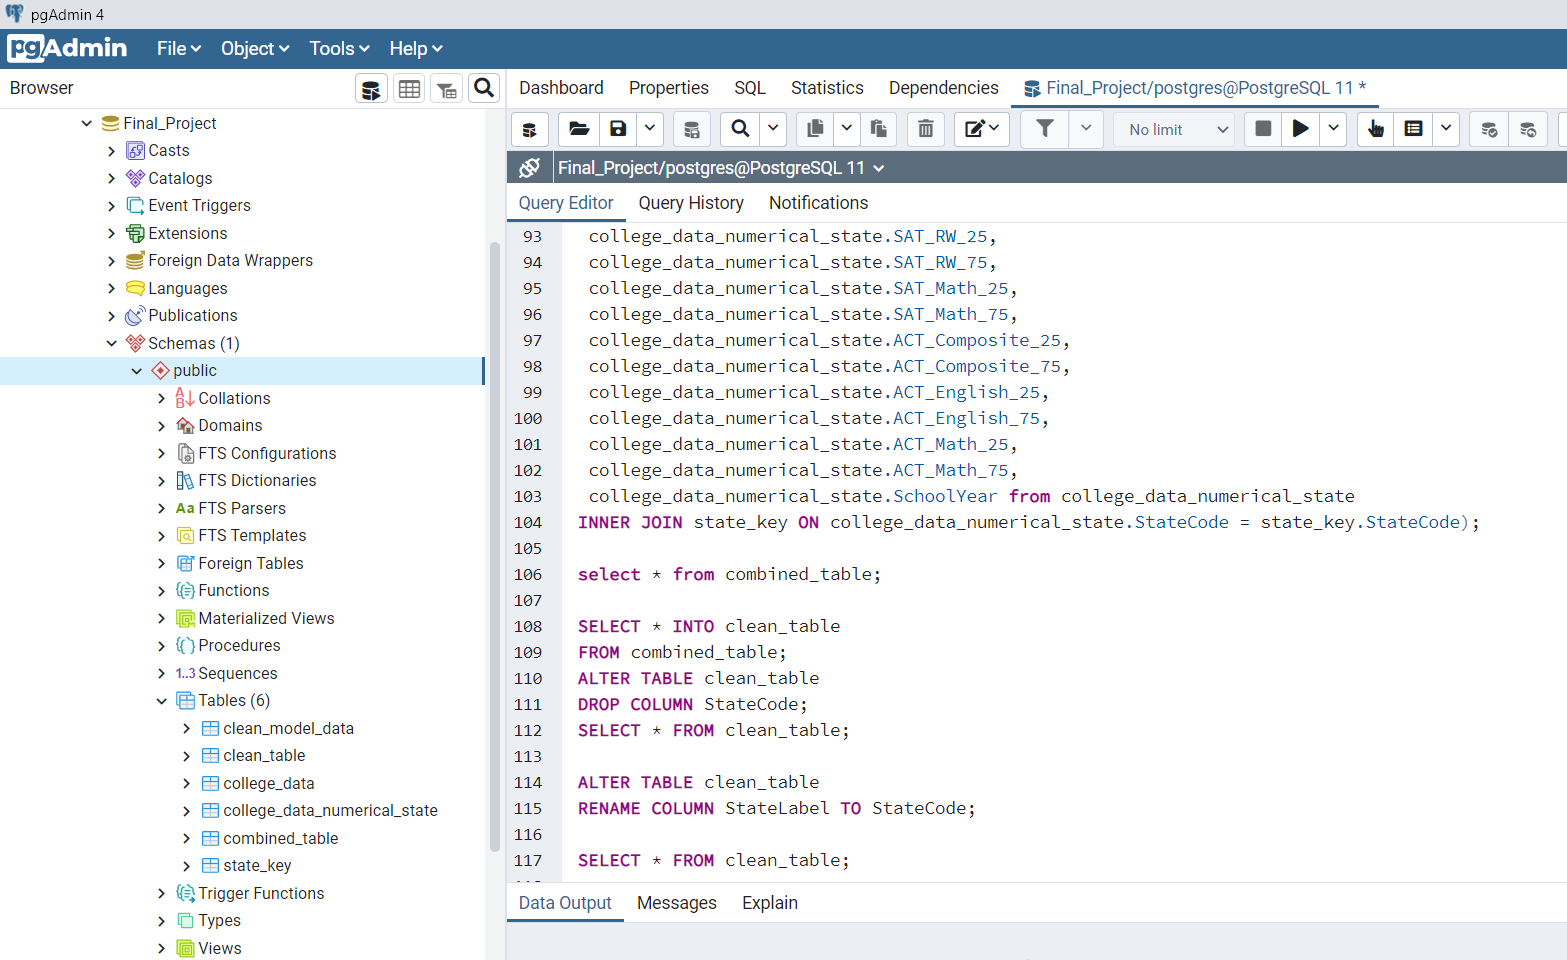 pgAdmin 4
pgAdmin File Object Tools Help
Browser
Dashboard Properties SQL Statistics Dependencies Final_Project/postgres@PostgreSQL 11 *
No limit
Final_Project/postgres@PostgreSQL 11
Query Editor Query History Notifications
Final_Project
Casts
Catalogs
Event Triggers
Extensions
Foreign Data Wrappers
Languages
Publications
Schemas (1)
public
Collations
Domains
FTS Configurations
FTS Dictionaries
Aa FTS Parsers
FTS Templates
Foreign Tables
Functions
Materialized Views
Procedures
1..3 Sequences
Tables (6)
clean_model_data
clean_table
college_data
college_data_numerical_state
combined_table
state_key
Trigger Functions
Types
Views
93 college_data_numerical_state.SAT_RW_25,
94 college_data_numerical_state.SAT_RW_75,
95 college_data_numerical_state.SAT_Math_25,
96 college_data_numerical_state.SAT_Math_75,
97 college_data_numerical_state.ACT_Composite_25,
98 college_data_numerical_state.ACT_Composite_75,
99 college_data_numerical_state.ACT_English_25,
100 college_data_numerical_state.ACT_English_75,
101 college_data_numerical_state.ACT_Math_25,
102 college_data_numerical_state.ACT_Math_75,
103 college_data_numerical_state.SchoolYear from college_data_numerical_state
104 INNER JOIN state_key ON college_data_numerical_state.StateCode = state_key.StateCode);
105
106 select * from combined_table;
107
108 SELECT * INTO clean_table
109 FROM combined_table;
110 ALTER TABLE clean_table
111 DROP COLUMN StateCode;
112 SELECT * FROM clean_table;
113
114 ALTER TABLE clean_table
115 RENAME COLUMN StateLabel TO StateCode;
116
117 SELECT * FROM clean_table;
Data Output Messages Explain